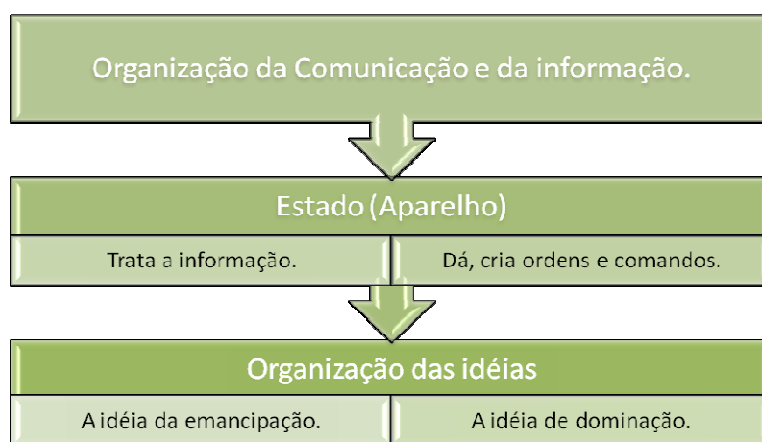 Organização da Comunicação e da informação.
Estado (Aparelho)
Trata a informação.
Dá, cria ordens e comandos.
Organização das idéias
A idéia da emancipação.
A idéia de dominação.